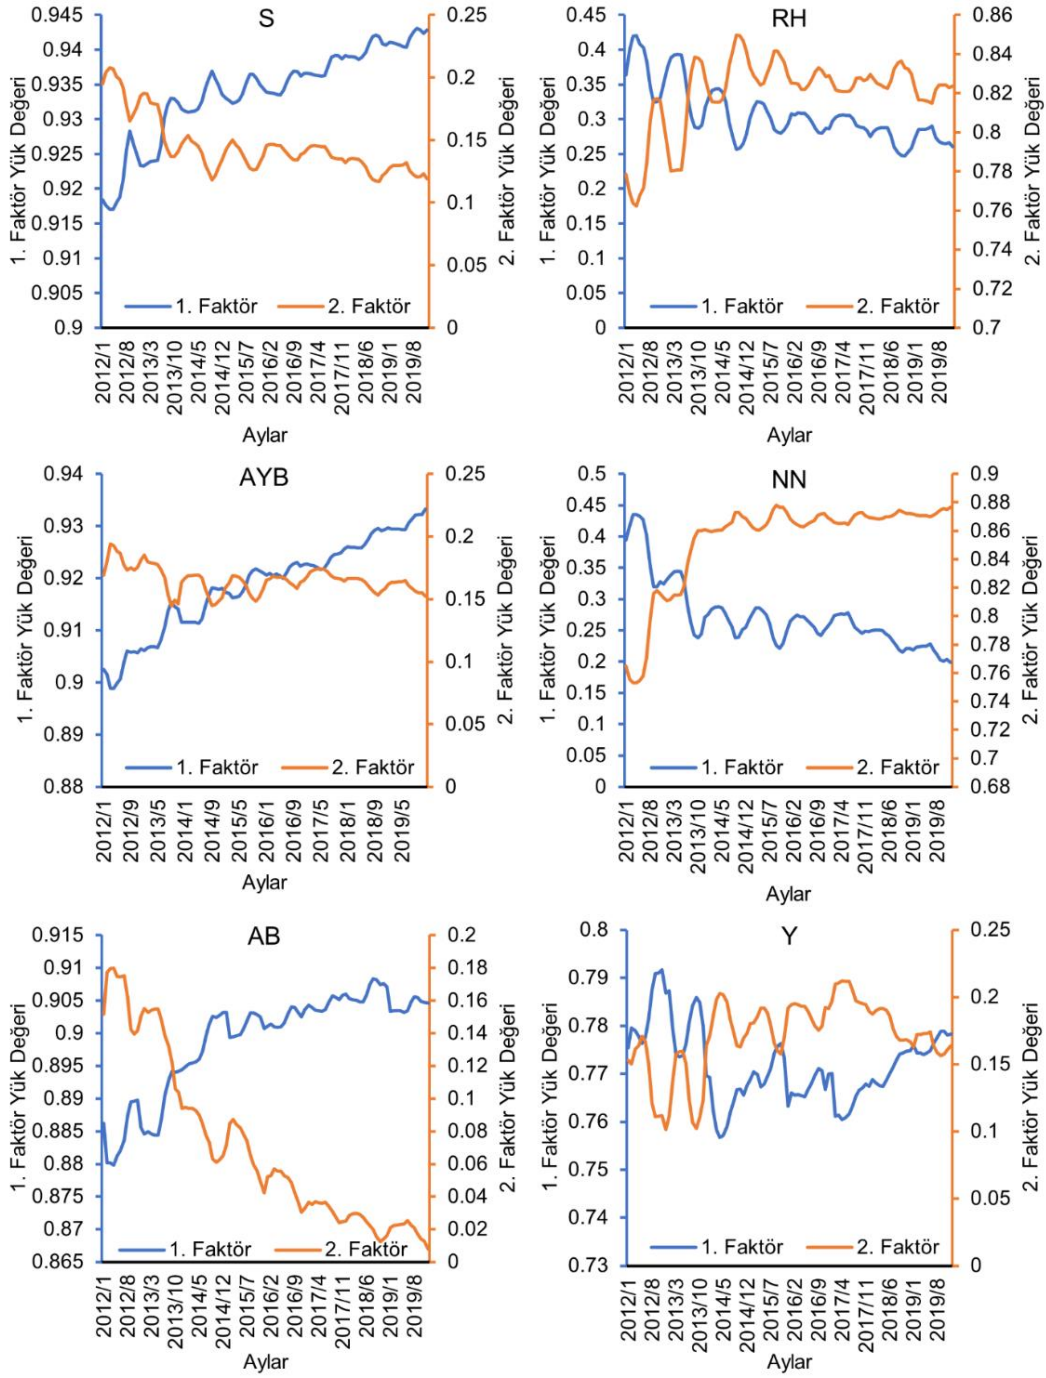 S
1. Faktör Yük Değeri
0.945
0.94
0.935
0.93
0.925
0.92
0.915
0.91
0.905
0.9
2. Faktör Yük Değeri
0.25
0.2
0.15
0.1
0.05
0
1. Faktör 2. Faktör
2012/1 2012/8 2013/3 2013/10 2014/5 2014/12 2015/7 2016/2 2016/9 2017/4 2017/11 2018/6 2019/1 2019/8
Aylar
RH
1. Faktör Yük Değeri
0.45
0.4
0.35
0.3
0.25
0.2
0.15
0.1
0.05
0
2. Faktör Yük Değeri
0.86
0.84
0.82
0.8
0.78
0.76
0.74
0.72
0.7
1. Faktör 2. Faktör
2012/1 2012/8 2013/3 2013/10 2014/5 2014/12 2015/7 2016/2 2016/9 2017/4 2017/11 2018/6 2019/1 2019/8
Aylar
AYB
1. Faktör Yük Değeri
0.94
0.93
0.92
0.91
0.9
0.89
0.88
2. Faktör Yük Değeri
0.25
0.2
0.15
0.1
0.05
0
1. Faktör 2. Faktör
2012/1 2012/9 2013/5 2014/1 2014/9 2015/5 2016/1 2016/9 2017/5 2018/1 2018/9 2019/5
Aylar
NN
1. Faktör Yük Değeri
0.5
0.45
0.4
0.35
0.3
0.25
0.2
0.15
0.1
0.05
0
2. Faktör Yük Değeri
0.9
0.88
0.86
0.84
0.82
0.8
0.78
0.76
0.74
0.72
0.7
0.68
1. Faktör 2. Faktör
2012/1 2012/8 2013/3 2013/10 2014/5 2014/12 2015/7 2016/2 2016/9 2017/4 2017/11 2018/6 2019/1 2019/8
Aylar
AB
1. Faktör Yük Değeri
0.915
0.91
0.905
0.9
0.895
0.89
0.885
0.88
0.875
0.87
0.865
2. Faktör Yük Değeri
0.2
0.18
0.16
0.14
0.12
0.1
0.08
0.06
0.04
0.02
0
1. Faktör 2. Faktör
2012/1 2012/8 2013/3 2013/10 2014/5 2014/12 2015/7 2016/2 2016/9 2017/4 2017/11 2018/6 2019/1 2019/8
Aylar
Y
1. Faktör Yük Değeri
0.8
0.79
0.78
0.77
0.76
0.75
0.74
0.73
2. Faktör Yük Değeri
0.25
0.2
0.15
0.1
0.05
0
1. Faktör 2. Faktör
2012/1 2012/8 2013/3 2013/10 2014/5 2014/12 2015/7 2016/2 2016/9 2017/4 2017/11 2018/6 2019/1 2019/8
Aylar